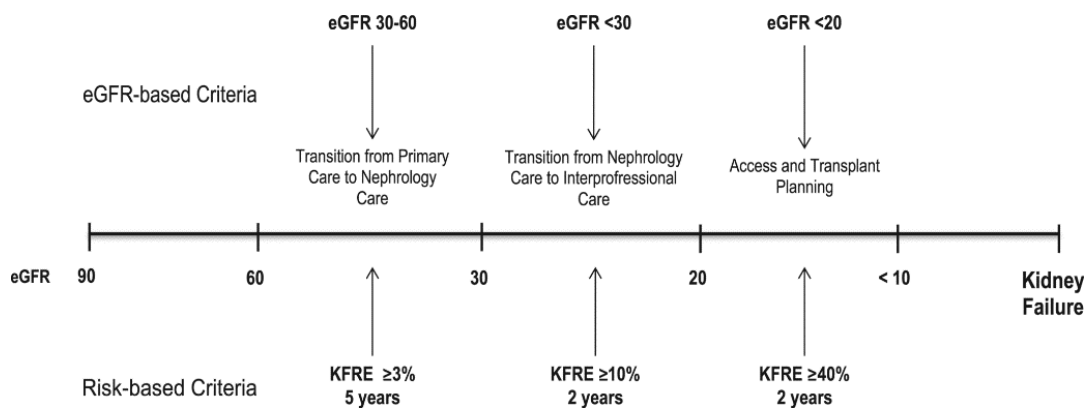 eGFR 30-60
eGFR <30
eGFR <20
eGFR-based Criteria
Transition from Primary
Care to Nephrology
Care
Transition from Nephrology
Care to Interprofressional
Care
Access and Transplant
Planning
eGFR
90
60
30
20
< 10
Kidney
Failure
Risk-based Criteria
KFRE ≥3%
5 years
KFRE ≥10%
2 years
KFRE ≥40%
2 years